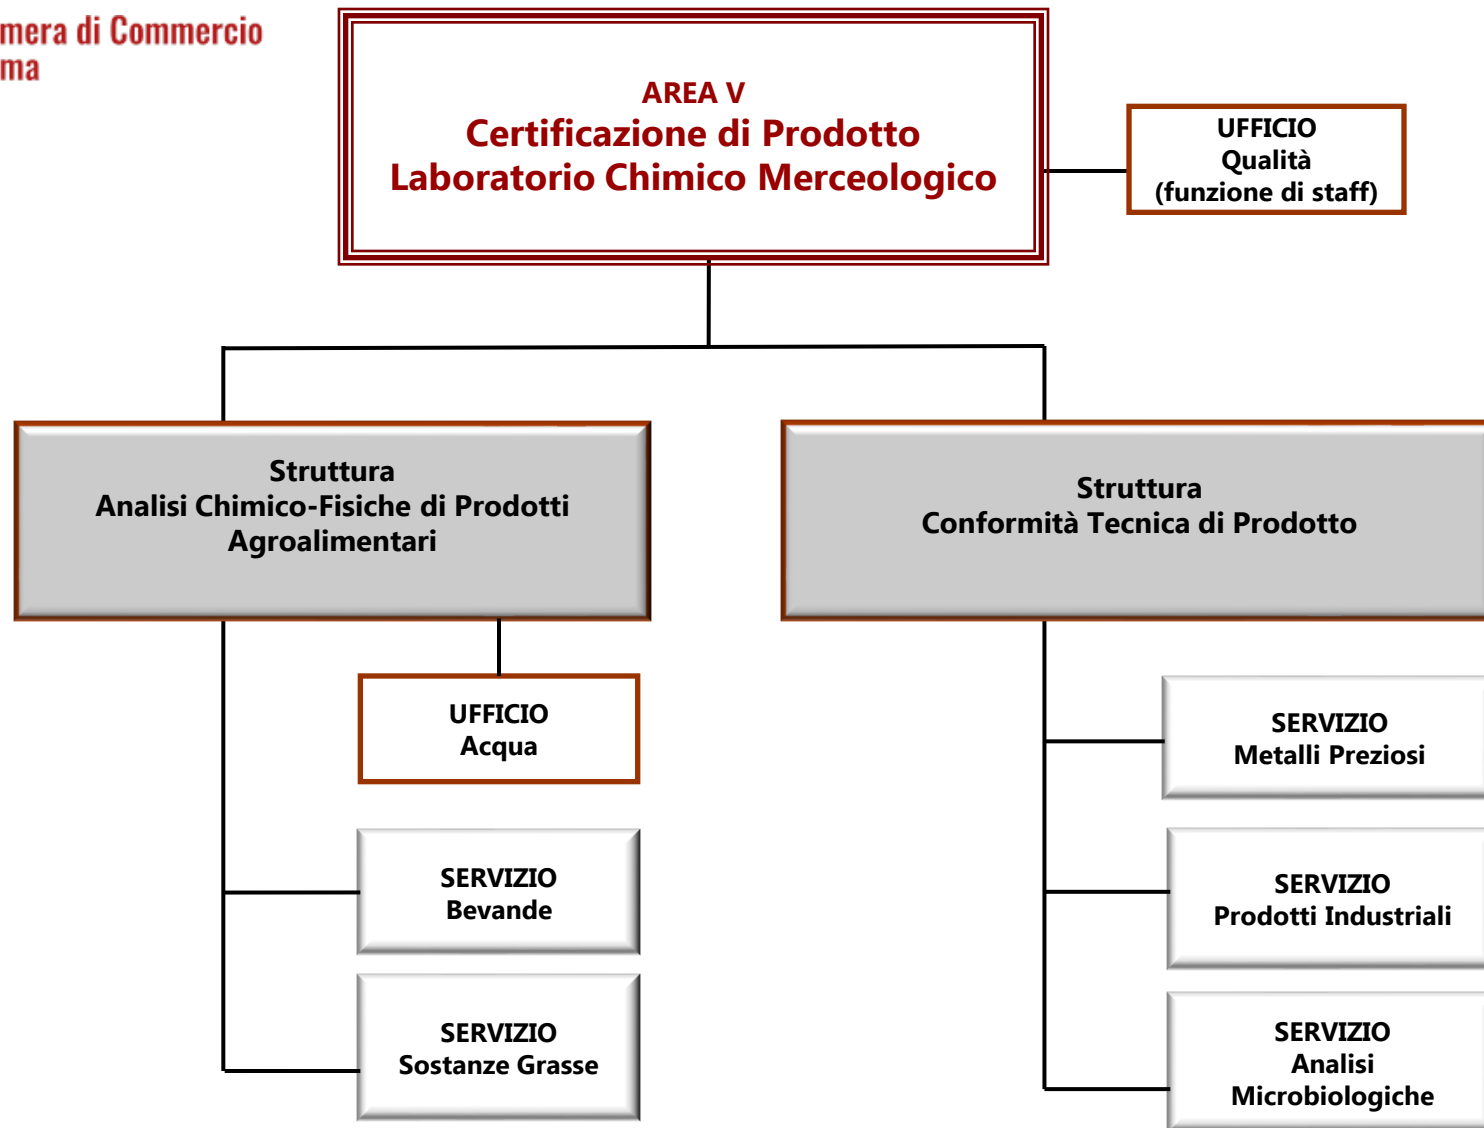 mera di Commercio
ma
AREA V
Certificazione di Prodotto
Laboratorio Chimico Merceologico
UFFICIO
Qualità
(funzione di staff)
Struttura
Analisi Chimico-Fisiche di Prodotti
Agroalimentari
Struttura
Conformità Tecnica di Prodotto
UFFICIO
Acqua
SERVIZIO
Bevande
SERVIZIO
Sostanze Grasse
SERVIZIO
Metalli Preziosi
SERVIZIO
Prodotti Industriali
SERVIZIO
Analisi
Microbiologiche